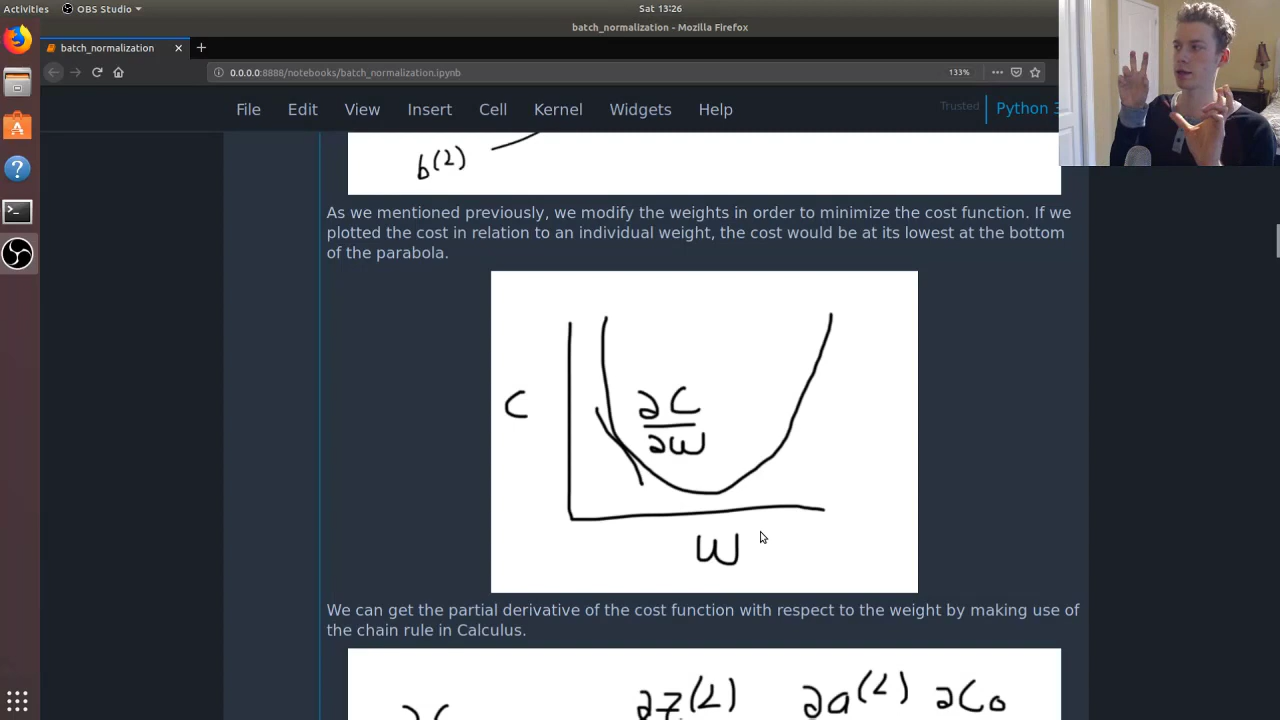 Activities OBS Studio Sat 13:26
batch_normalization - Mozilla Firefox
batch_normalization
0.0.0.0:8888/notebooks/batch_normalization.ipynb 133%
File Edit View Insert Cell Kernel Widgets Help Trusted Python 3
b(2)
As we mentioned previously, we modify the weights in order to minimize the cost function. If we
plotted the cost in relation to an individual weight, the cost would be at its lowest at the bottom
of the parabola.
C
∂C
∂W
W
We can get the partial derivative of the cost function with respect to the weight by making use of
the chain rule in Calculus.
∂z(L) ∂a(L) ∂C₀